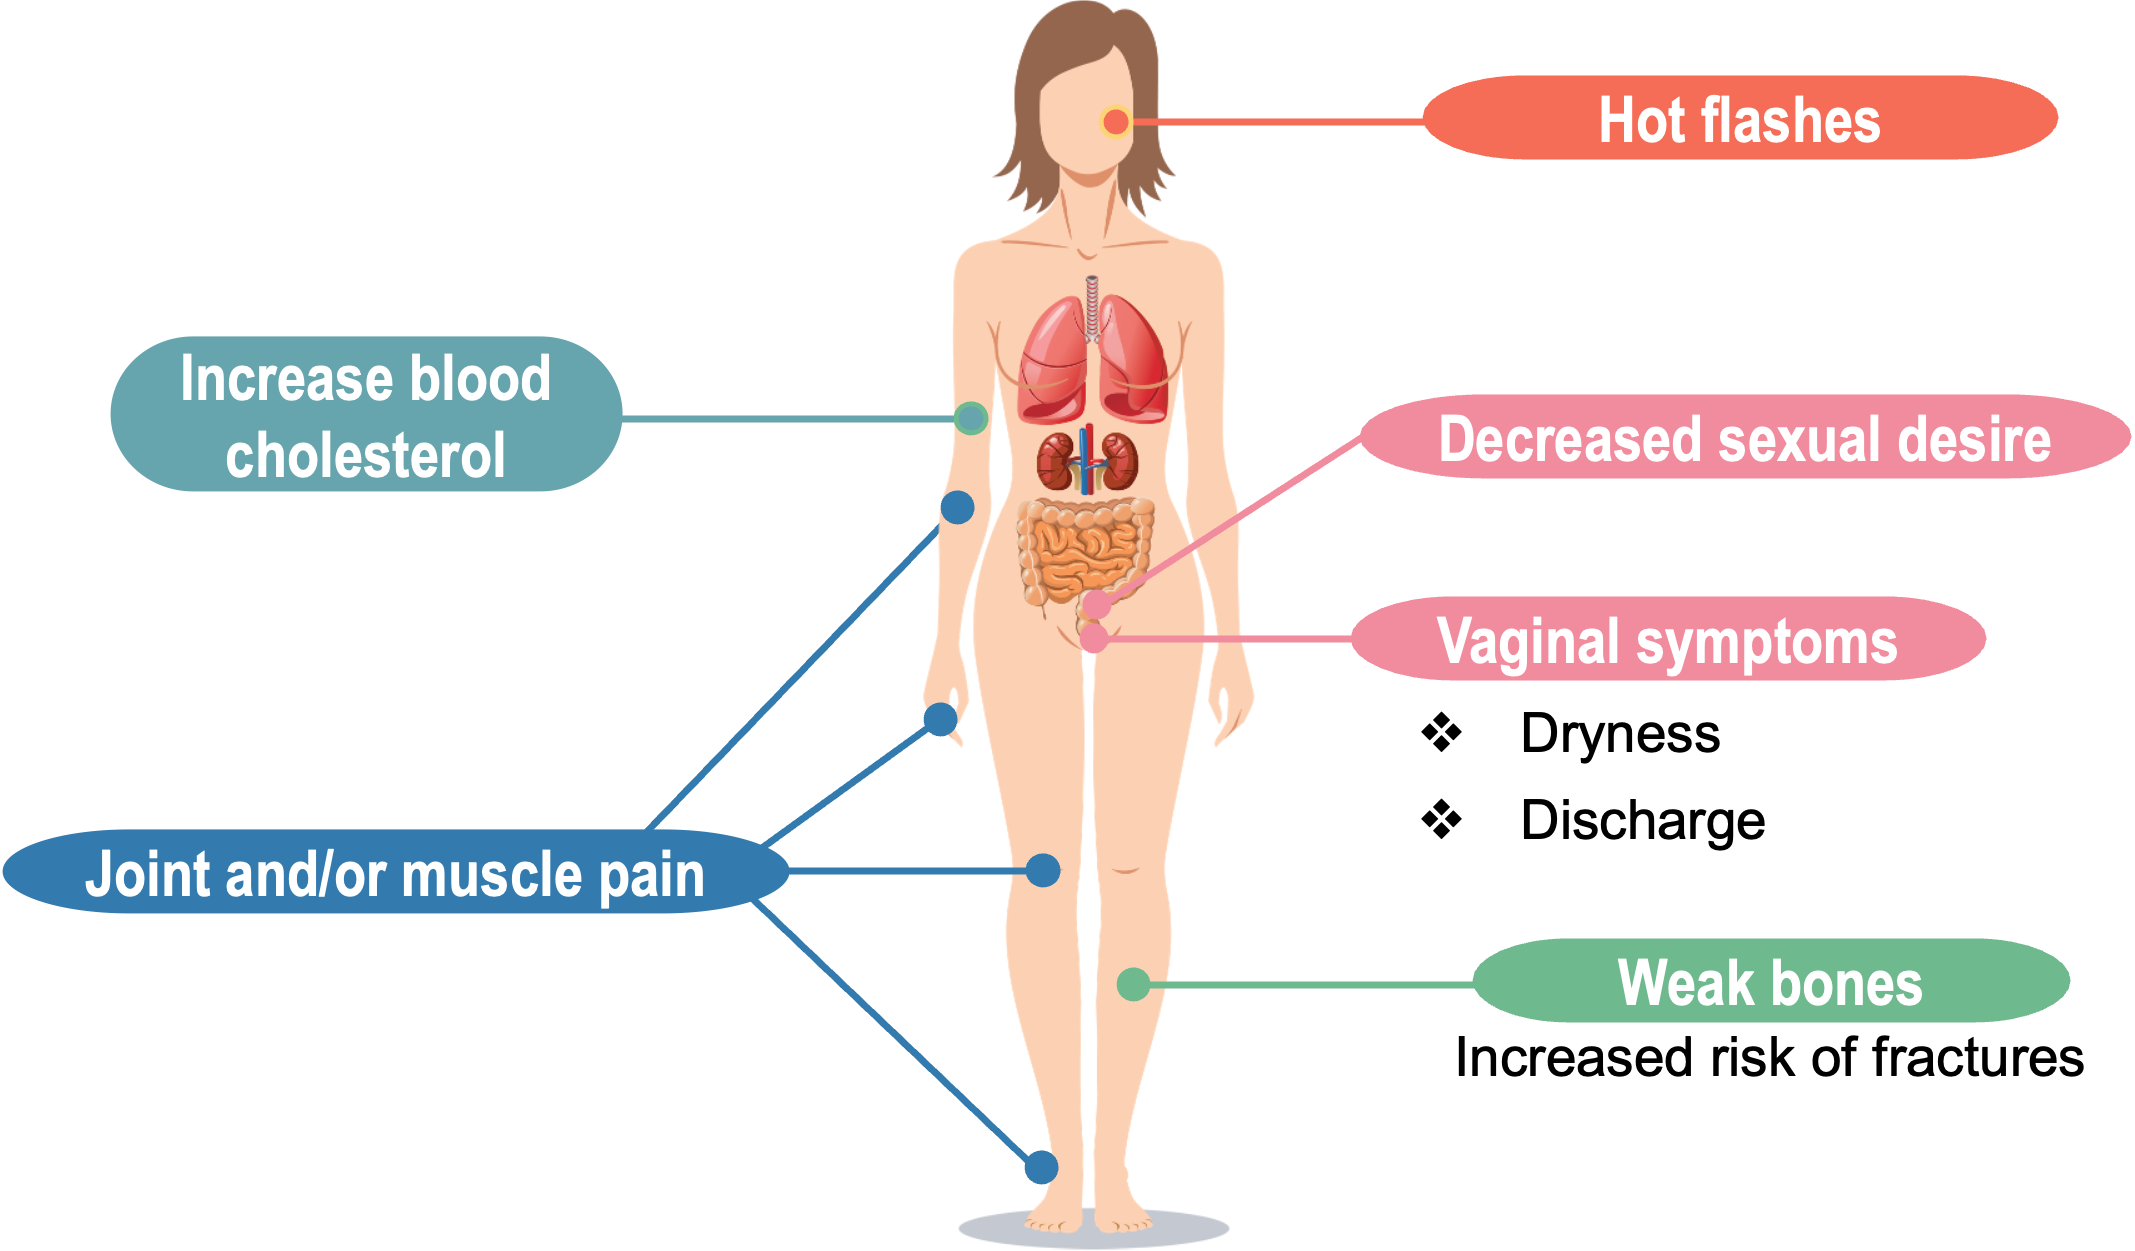 Hot flashes
Increase blood
cholesterol
Decreased sexual desire
Vaginal symptoms
❖ Dryness
❖ Discharge
Joint and/or muscle pain
Weak bones
Increased risk of fractures